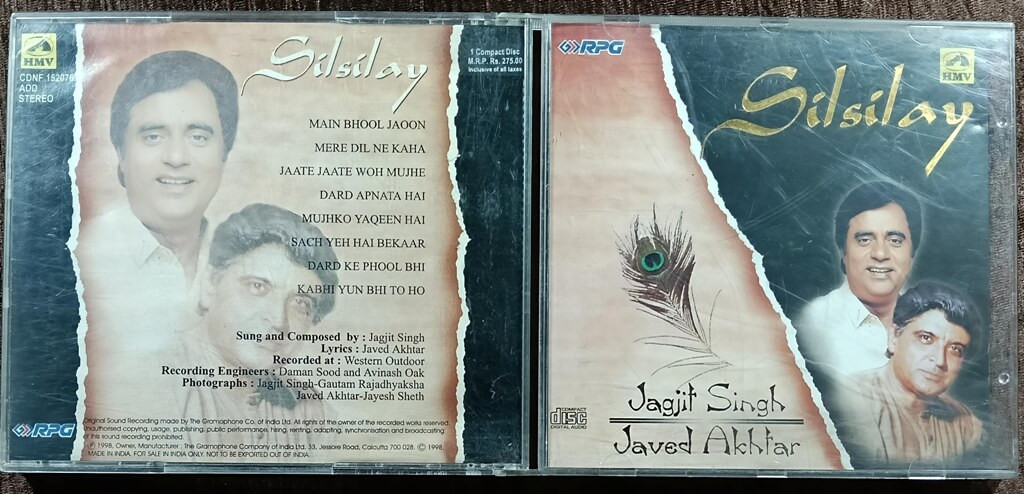 HMV
CDNF 152076
ADD
STEREO
Silsilay
1 Compact Disc
M.R.P. Rs. 275.00
Inclusive of all taxes
MAIN BHOOL JAOON
MERE DIL NE KAHA
JAATE JAATE WOH MUJHE
DARD APNATA HAI
MUJHKO YAQEEN HAI
SACH YEH HAI BEKAAR
DARD KE PHOOL BHI
KABHI YUN BHI TO HO
Sung and Composed by : Jagjit Singh
Lyrics : Javed Akhtar
Recorded at : Western Outdoor
Recording Engineers : Daman Sood and Avinash Oak
Photographs : Jagjit Singh-Gautam Rajadhyaksha
Javed Akhtar-Jayesh Sheth
RPG
Original Sound Recording made by The Gramophone Co. of India Ltd. All rights of the owner of the recorded works reserved.
Unauthorised copying, usage, publishing, public performance, hiring, renting, adapting, synchronisation and broadcasting
of this sound recording prohibited.
℗ 1998, Owner, Manufacturer ; The Gramophone Company of India Ltd. 33, Jessore Road, Calcutta 700 028. © 1998.
MADE IN INDIA. FOR SALE IN INDIA ONLY. NOT TO BE EXPORTED OUT OF INDIA.
RPG
HMV
Silsilay
COMPACT
disc
DIGITAL AUDIO
Jagjit Singh
Javed Akhtar